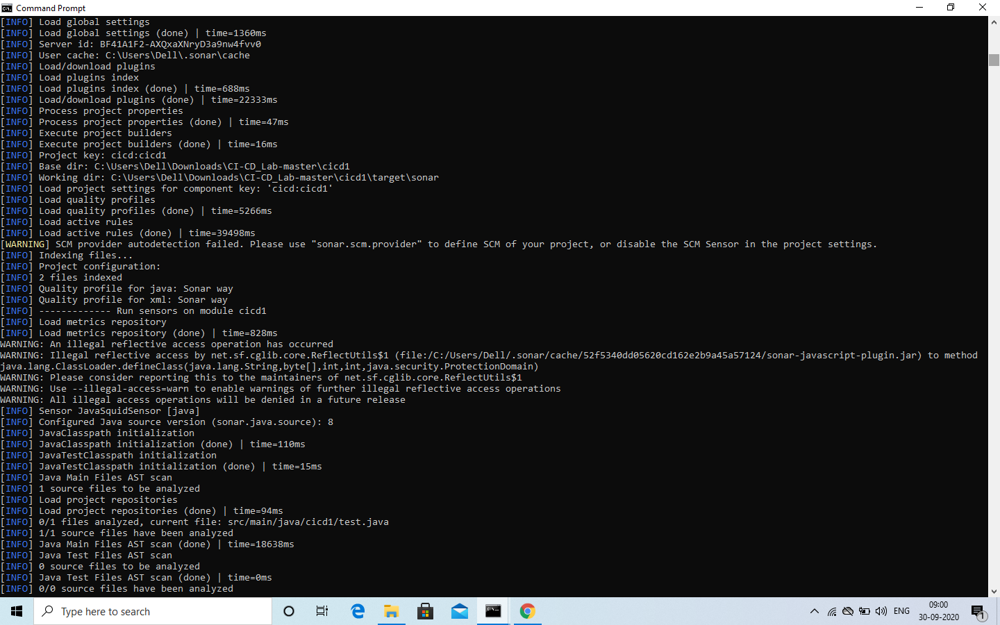 Command Prompt
[INFO] Load global settings
[INFO] Load global settings (done) | time=1360ms
[INFO] Server id: BF41A1F2-AXQxaXNryD3a9nw4fvv0
[INFO] User cache: C:\Users\Dell\.sonar\cache
[INFO] Load/download plugins
[INFO] Load plugins index
[INFO] Load plugins index (done) | time=688ms
[INFO] Load/download plugins (done) | time=22333ms
[INFO] Process project properties
[INFO] Process project properties (done) | time=47ms
[INFO] Execute project builders
[INFO] Execute project builders (done) | time=16ms
[INFO] Project key: cicd:cicd1
[INFO] Base dir: C:\Users\Dell\Downloads\CI-CD_Lab-master\cicd1
[INFO] Working dir: C:\Users\Dell\Downloads\CI-CD_Lab-master\cicd1\target\sonar
[INFO] Load project settings for component key: 'cicd:cicd1'
[INFO] Load quality profiles
[INFO] Load quality profiles (done) | time=5266ms
[INFO] Load active rules
[INFO] Load active rules (done) | time=39498ms
[WARNING] SCM provider autodetection failed. Please use "sonar.scm.provider" to define SCM of your project, or disable the SCM Sensor in the project settings.
[INFO] Indexing files...
[INFO] Project configuration:
[INFO] 2 files indexed
[INFO] Quality profile for java: Sonar way
[INFO] Quality profile for xml: Sonar way
[INFO] ------------- Run sensors on module cicd1
[INFO] Load metrics repository
[INFO] Load metrics repository (done) | time=828ms
WARNING: An illegal reflective access operation has occurred
WARNING: Illegal reflective access by net.sf.cglib.core.ReflectUtils$1 (file:/C:/Users/Dell/.sonar/cache/52f5340dd05620cd162e2b9a45a57124/sonar-javascript-plugin.jar) to method
java.lang.ClassLoader.defineClass(java.lang.String,byte[],int,int,java.security.ProtectionDomain)
WARNING: Please consider reporting this to the maintainers of net.sf.cglib.core.ReflectUtils$1
WARNING: Use --illegal-access=warn to enable warnings of further illegal reflective access operations
WARNING: All illegal access operations will be denied in a future release
[INFO] Sensor JavaSquidSensor [java]
[INFO] Configured Java source version (sonar.java.source): 8
[INFO] JavaClasspath initialization
[INFO] JavaClasspath initialization (done) | time=110ms
[INFO] JavaTestClasspath initialization
[INFO] JavaTestClasspath initialization (done) | time=15ms
[INFO] Java Main Files AST scan
[INFO] 1 source files to be analyzed
[INFO] Load project repositories
[INFO] Load project repositories (done) | time=94ms
[INFO] 0/1 files analyzed, current file: src/main/java/cicd1/test.java
[INFO] 1/1 source files have been analyzed
[INFO] Java Main Files AST scan (done) | time=18638ms
[INFO] Java Test Files AST scan
[INFO] 0 source files to be analyzed
[INFO] Java Test Files AST scan (done) | time=0ms
[INFO] 0/0 source files have been analyzed
Type here to search
ENG
09:00
30-09-2020
1